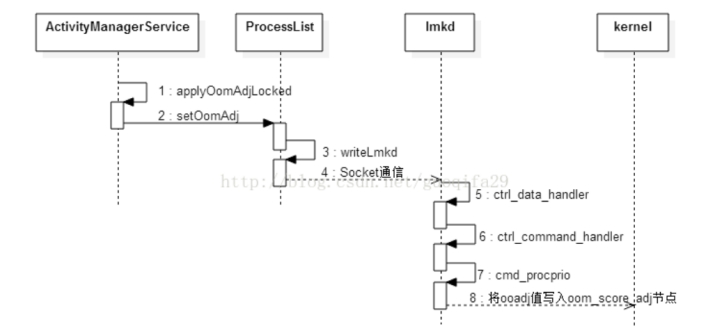 ActivityManagerService
ProcessList
lmkd
kernel
1 : applyOomAdjLocked
2 : setOomAdj
3 : writeLmkd
4 : Socket通信
http://blog.csdn.net/gaoqifa29
5 : ctrl_data_handler
6 : ctrl_command_handler
7 : cmd_procprio
8 : 将ooadj值写入oom_score_adj节点